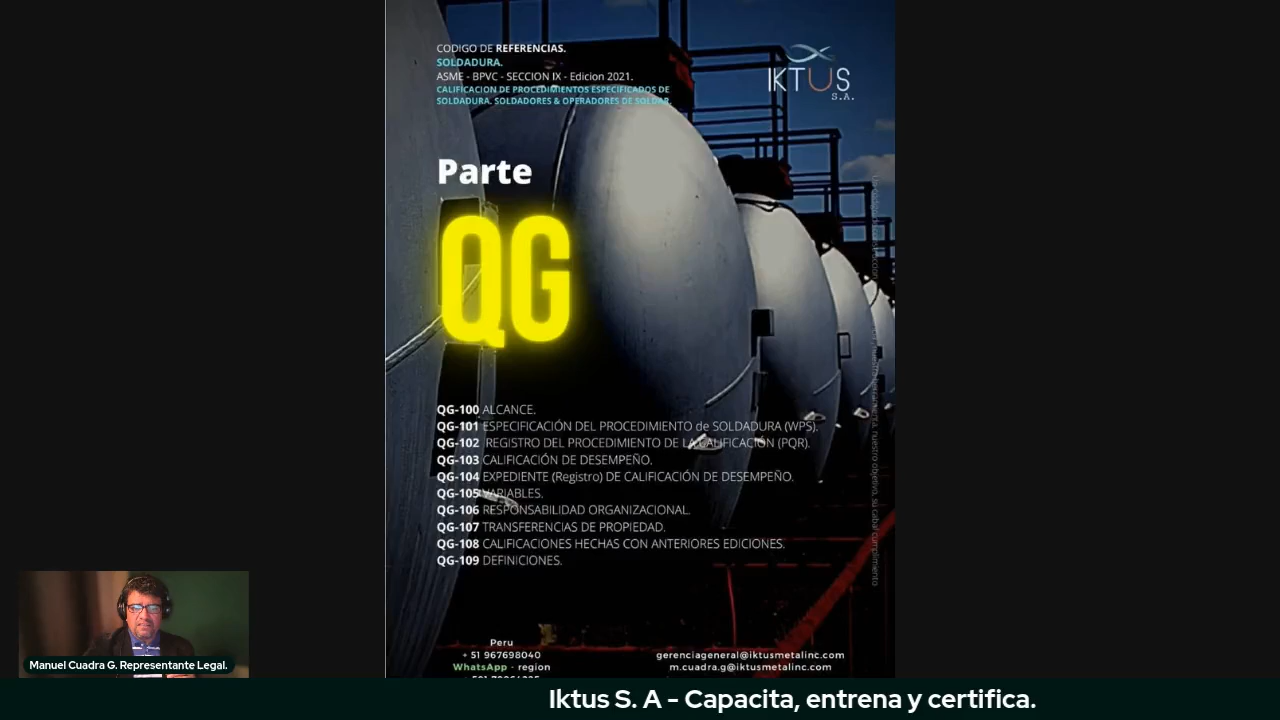 CODIGO DE REFERENCIAS.
SOLDADURA.
ASME - BPVC - SECCION IX - Edicion 2021.
CALIFICACION DE PROCEDIMIENTOS ESPECIFICADOS DE
SOLDADURA. SOLDADORES & OPERADORES DE SOLDAR.
IKTUS
S.A.
Parte
QG
QG-100 ALCANCE.
QG-101 ESPECIFICACIÓN DEL PROCEDIMIENTO de SOLDADURA (WPS).
QG-102 REGISTRO DEL PROCEDIMIENTO DE LA CALIFICACIÓN (PQR).
QG-103 CALIFICACIÓN DE DESEMPEÑO.
QG-104 EXPEDIENTE (Registro) DE CALIFICACIÓN DE DESEMPEÑO.
QG-105 VARIABLES.
QG-106 RESPONSABILIDAD ORGANIZACIONAL.
QG-107 TRANSFERENCIAS DE PROPIEDAD.
QG-108 CALIFICACIONES HECHAS CON ANTERIORES EDICIONES.
QG-109 DEFINICIONES.
nuestro objetivo, su cabal cumplimiento
Peru
+ 51 967698040
WhatsApp - region
gerenciageneral@iktusmetalinc.com
m.cuadra.g@iktusmetalinc.com
Manuel Cuadra G. Representante Legal.
Iktus S. A - Capacita, entrena y certifica.